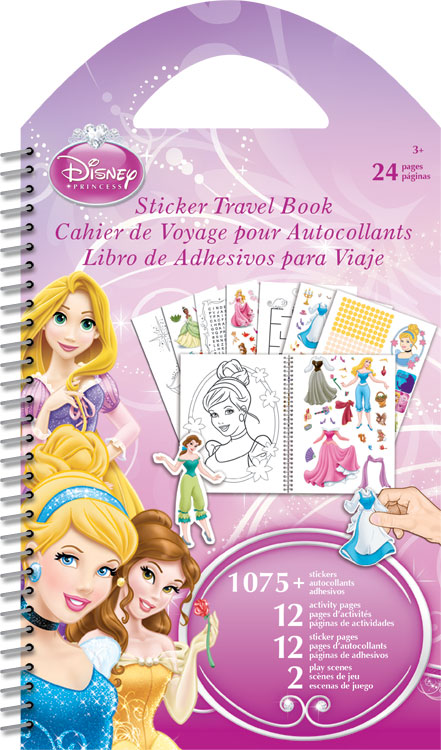 Disney
PRINCESS
3+
24 pages
páginas
Sticker Travel Book
Cahier de Voyage pour Autocollants
Libro de Adhesivos para Viaje
1075+ stickers
autocollants
adhesivos
12 activity pages
pages d'activités
páginas de actividades
12 sticker pages
pages d'autocollants
páginas de adhesivos
2 play scenes
scènes de jeu
escenas de juego